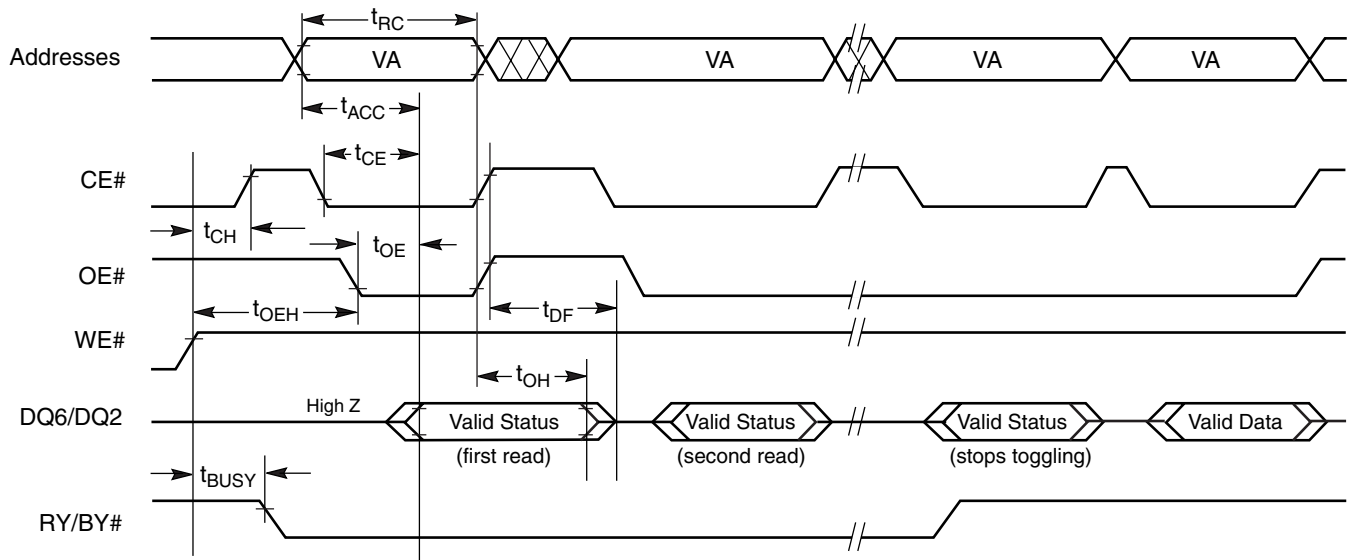 tRC
Addresses VA VA VA VA
tACC
tCE
CE#
tCH tOE
OE#
tOEH tDF
WE#
tOH
High Z
DQ6/DQ2 Valid Status Valid Status Valid Status Valid Data
(first read) (second read) (stops toggling)
tBUSY
RY/BY#